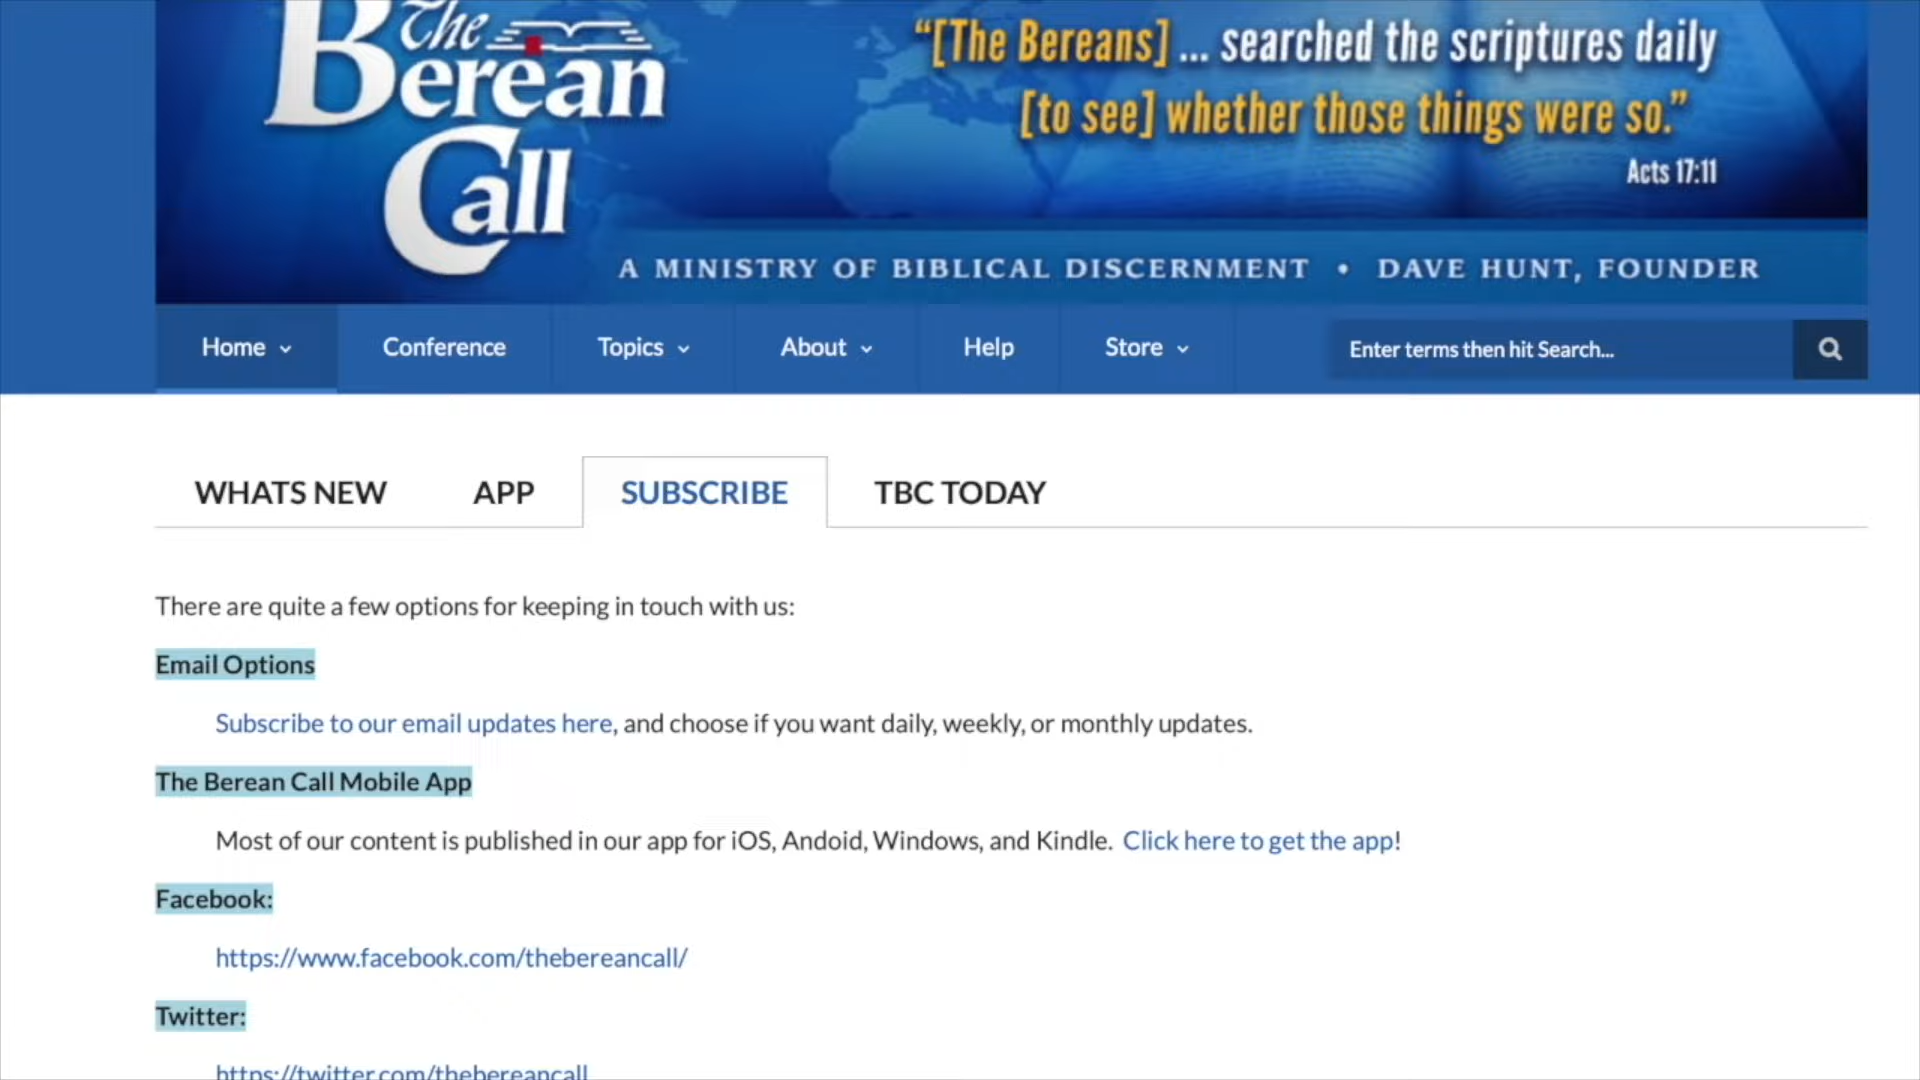 The
Berean
Call
“[The Bereans] ... searched the scriptures daily
[to see] whether those things were so.”
Acts 17:11
A MINISTRY OF BIBLICAL DISCERNMENT • DAVE HUNT, FOUNDER
Home Conference Topics About Help Store Enter terms then hit Search...
WHATS NEW APP SUBSCRIBE TBC TODAY
There are quite a few options for keeping in touch with us:
Email Options
Subscribe to our email updates here, and choose if you want daily, weekly, or monthly updates.
The Berean Call Mobile App
Most of our content is published in our app for iOS, Andoid, Windows, and Kindle. Click here to get the app!
Facebook:
https://www.facebook.com/thebereancall/
Twitter:
https://twitter.com/thebereancall